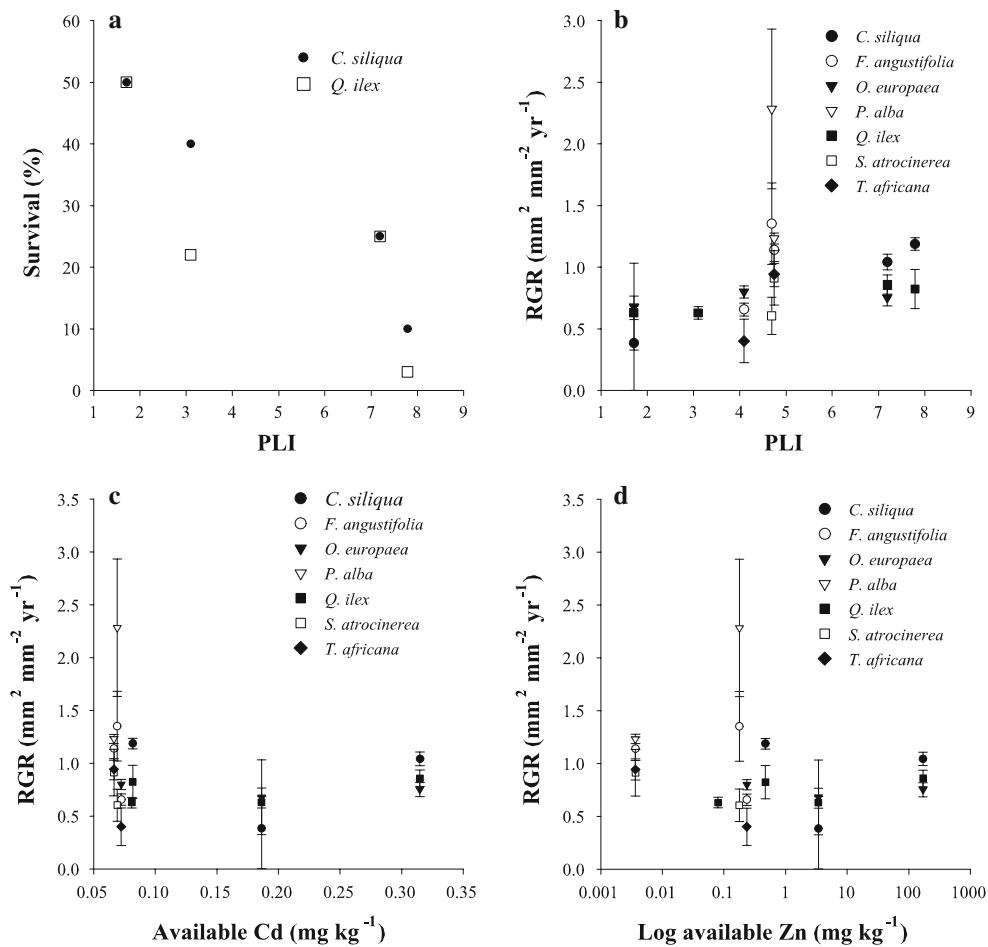 a
60
50
40
30
20
10
0
Survival (%)
C. siliqua
Q. ilex
1 2 3 4 5 6 7 8 9
PLI
b
3.0
2.5
2.0
1.5
1.0
0.5
0.0
RGR (mm² mm⁻² yr⁻¹)
C. siliqua
F. angustifolia
O. europaea
P. alba
Q. ilex
S. atrocinerea
T. africana
1 2 3 4 5 6 7 8 9
PLI
c
3.5
3.0
2.5
2.0
1.5
1.0
0.5
0.0
RGR (mm² mm⁻² yr⁻¹)
C. siliqua
F. angustifolia
O. europaea
P. alba
Q. ilex
S. atrocinerea
T. africana
0.05 0.10 0.15 0.20 0.25 0.30 0.35
Available Cd (mg kg⁻¹)
d
3.5
3.0
2.5
2.0
1.5
1.0
0.5
0.0
RGR (mm² mm⁻² yr⁻¹)
C. siliqua
F. angustifolia
O. europaea
P. alba
Q. ilex
S. atrocinerea
T. africana
0.001 0.01 0.1 1 10 100 1000
Log available Zn (mg kg⁻¹)